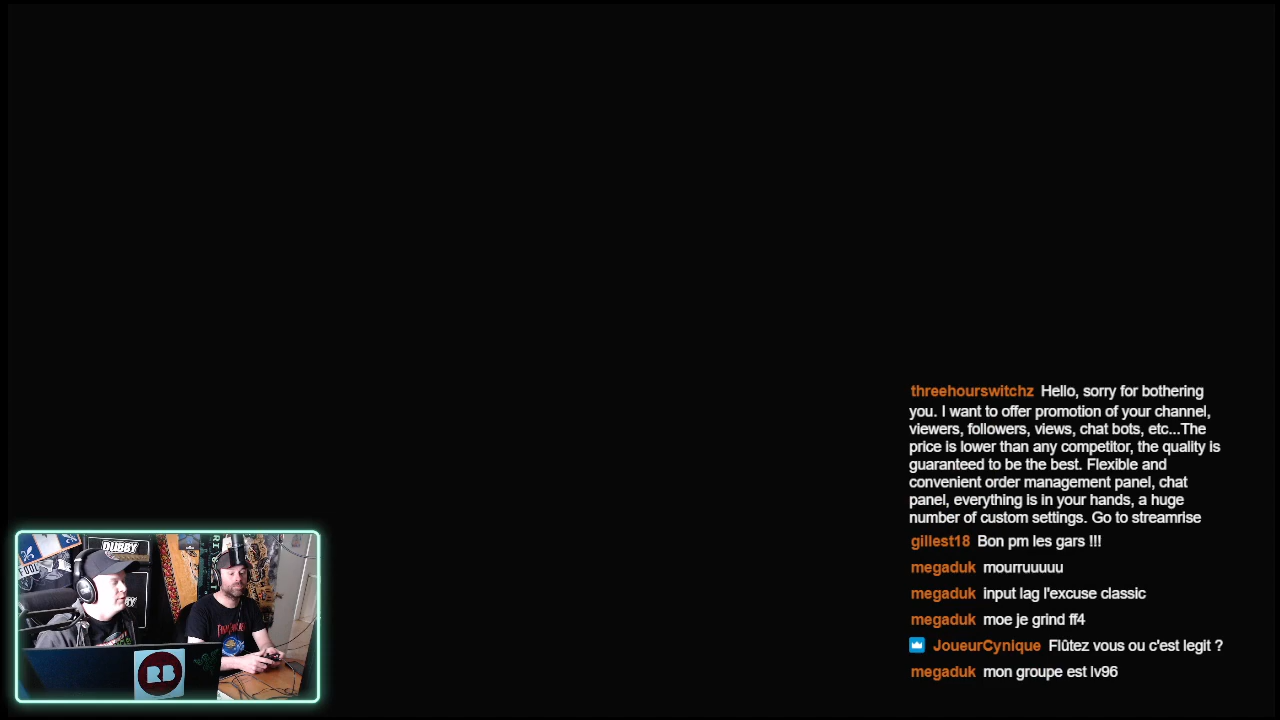 threehourswitchz Hello, sorry for bothering
you. I want to offer promotion of your channel,
viewers, followers, views, chat bots, etc...The
price is lower than any competitor, the quality is
guaranteed to be the best. Flexible and
convenient order management panel, chat
panel, everything is in your hands, a huge
number of custom settings. Go to streamrise
gillest18 Bon pm les gars !!!
megaduk mourruuuuu
megaduk input lag l'excuse classic
megaduk moe je grind ff4
JoueurCynique Flûtez vous ou c'est legit ?
megaduk mon groupe est lv96
DUBBY
RB